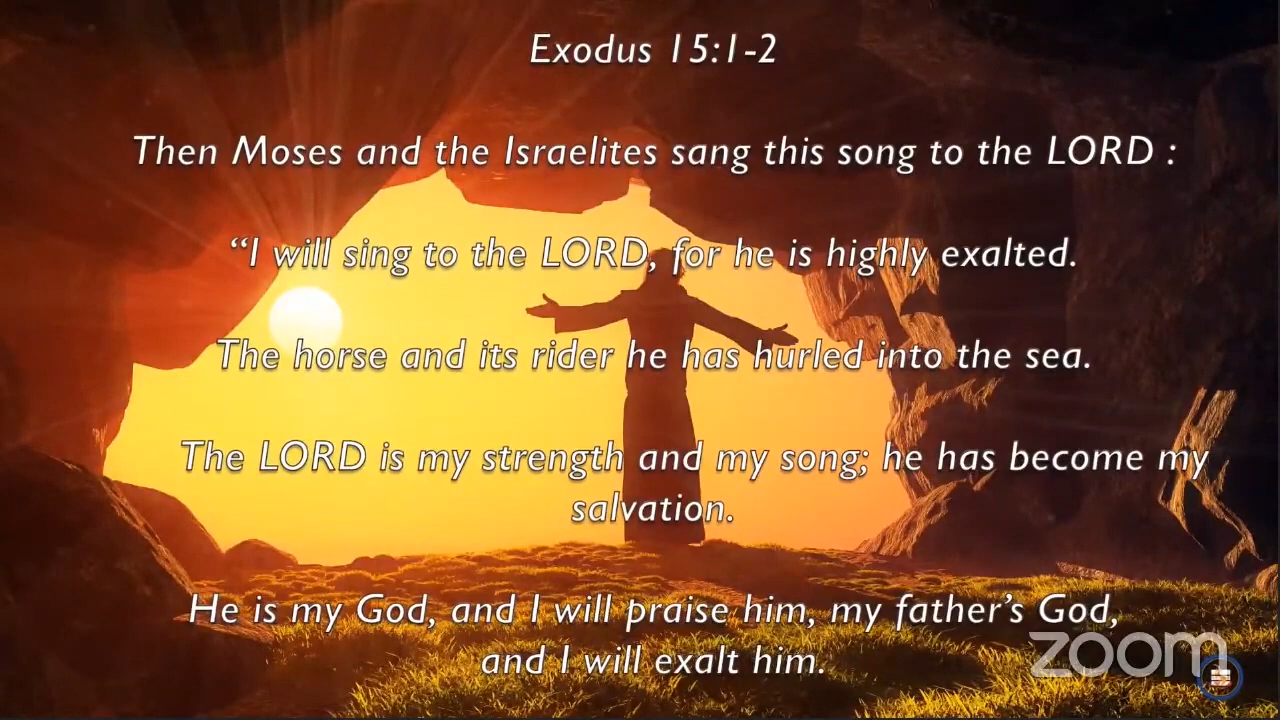 Exodus 15:1-2
Then Moses and the Israelites sang this song to the LORD :
“I will sing to the LORD, for he is highly exalted.
The horse and its rider he has hurled into the sea.
The LORD is my strength and my song; he has become my
salvation.
He is my God, and I will praise him, my father’s God,
and I will exalt him.
zoom